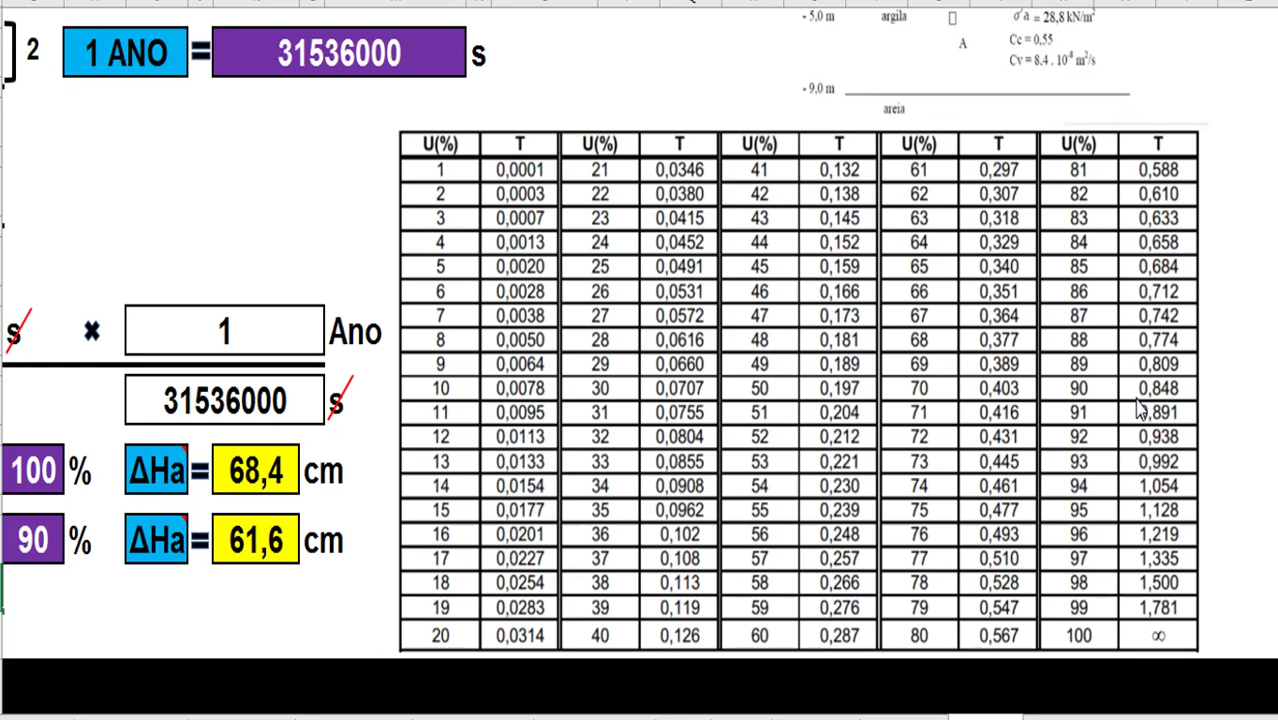 2 1 ANO = 31536000 s
- 5,0 m argila σ'a = 28,8 kN/m²
A Cc = 0,55
Cv = 8.4 . 10⁻⁸ m²/s
- 9.0 m
areia
U(%) T U(%) T U(%) T U(%) T U(%) T
1 0,0001 21 0,0346 41 0,132 61 0,297 81 0,588
2 0,0003 22 0,0380 42 0,138 62 0,307 82 0,610
3 0,0007 23 0,0415 43 0,145 63 0,318 83 0,633
4 0,0013 24 0,0452 44 0,152 64 0,329 84 0,658
5 0,0020 25 0,0491 45 0,159 65 0,340 85 0,684
6 0,0028 26 0,0531 46 0,166 66 0,351 86 0,712
7 0,0038 27 0,0572 47 0,173 67 0,364 87 0,742
8 0,0050 28 0,0616 48 0,181 68 0,377 88 0,774
9 0,0064 29 0,0660 49 0,189 69 0,389 89 0,809
10 0,0078 30 0,0707 50 0,197 70 0,403 90 0,848
11 0,0095 31 0,0755 51 0,204 71 0,416 91 ,891
12 0,0113 32 0,0804 52 0,212 72 0,431 92 0,938
13 0,0133 33 0,0855 53 0,221 73 0,445 93 0,992
14 0,0154 34 0,0908 54 0,230 74 0,461 94 1,054
15 0,0177 35 0,0962 55 0,239 75 0,477 95 1,128
16 0,0201 36 0,102 56 0,248 76 0,493 96 1,219
17 0,0227 37 0,108 57 0,257 77 0,510 97 1,335
18 0,0254 38 0,113 58 0,266 78 0,528 98 1,500
19 0,0283 39 0,119 59 0,276 79 0,547 99 1,781
20 0,0314 40 0,126 60 0,287 80 0,567 100 ∞
s × 1 Ano
31536000 s
100 % ΔHa = 68,4 cm
90 % ΔHa = 61,6 cm